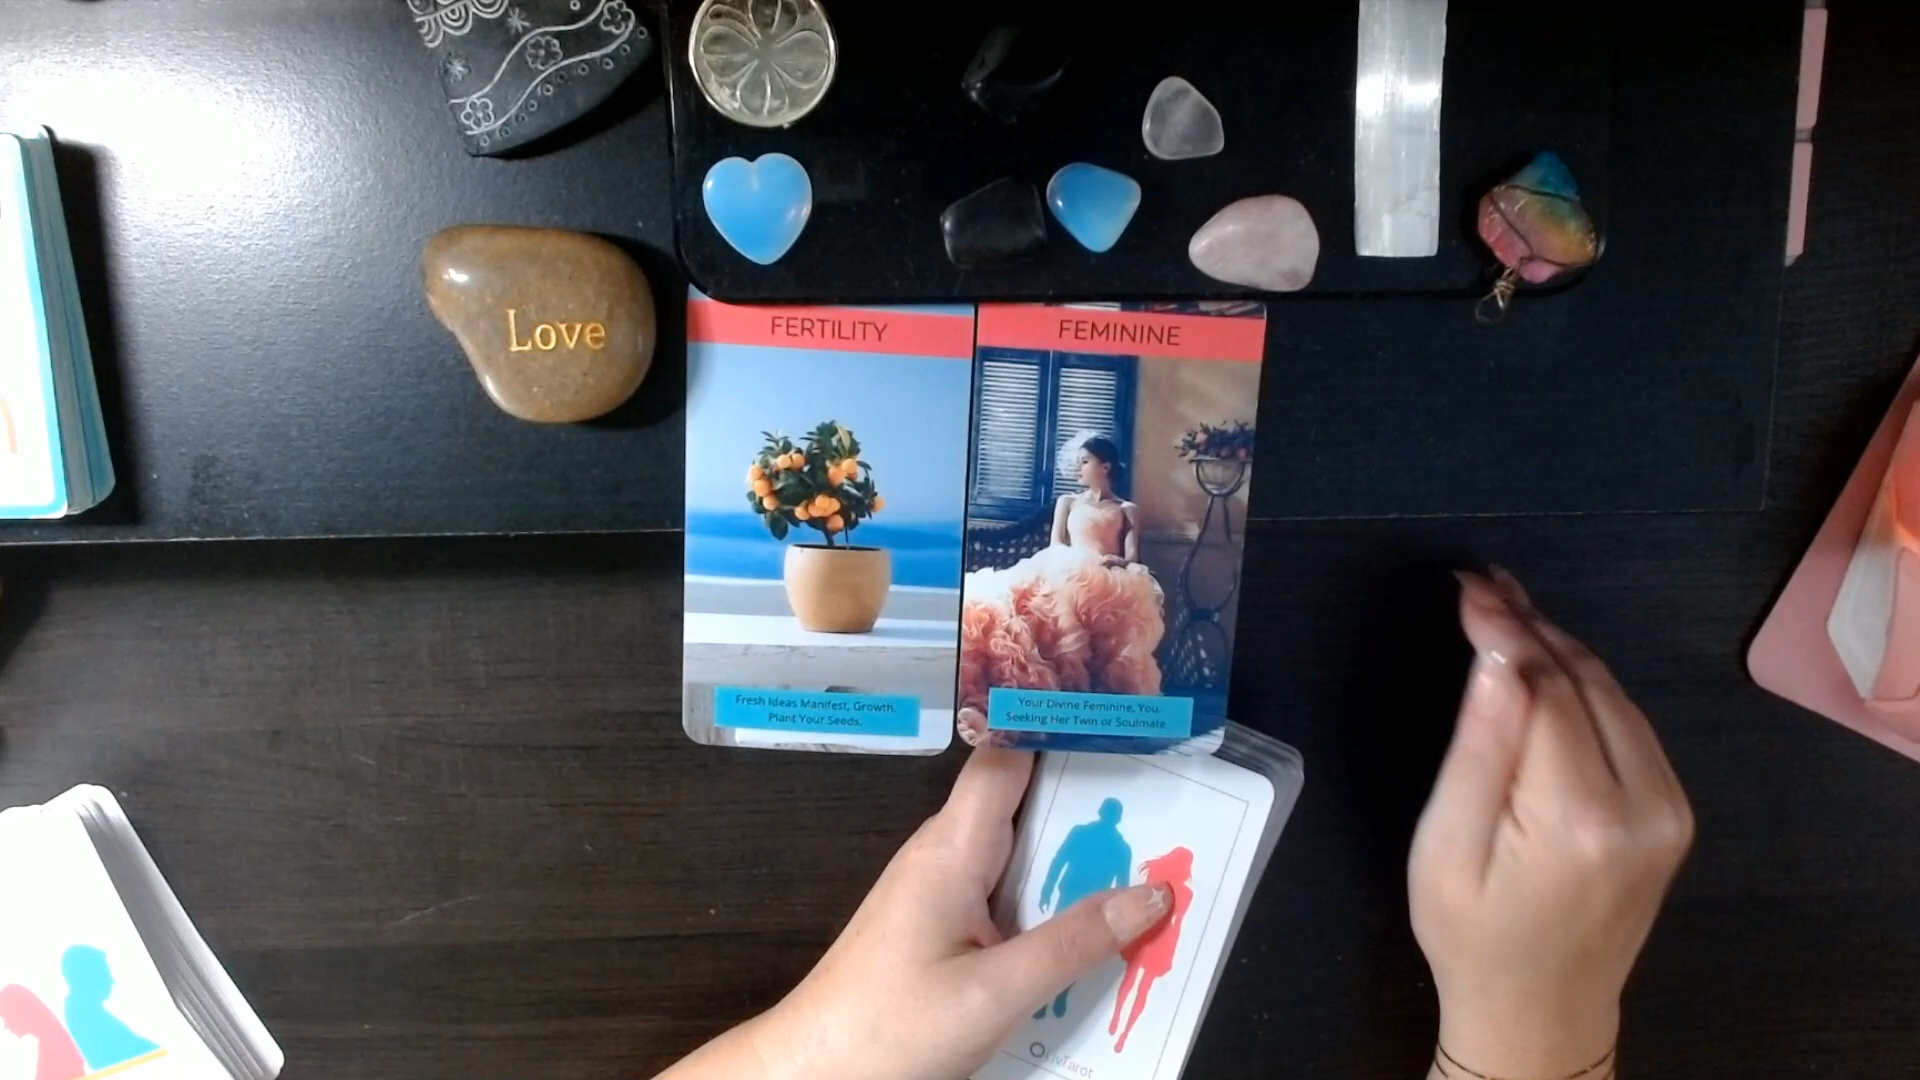 Love
FERTILITY
Fresh Ideas Manifest, Growth.
Plant Your Seeds.
FEMININE
Your Divine Feminine, You.
Seeking Her Twin or Soulmate.
LivTarot